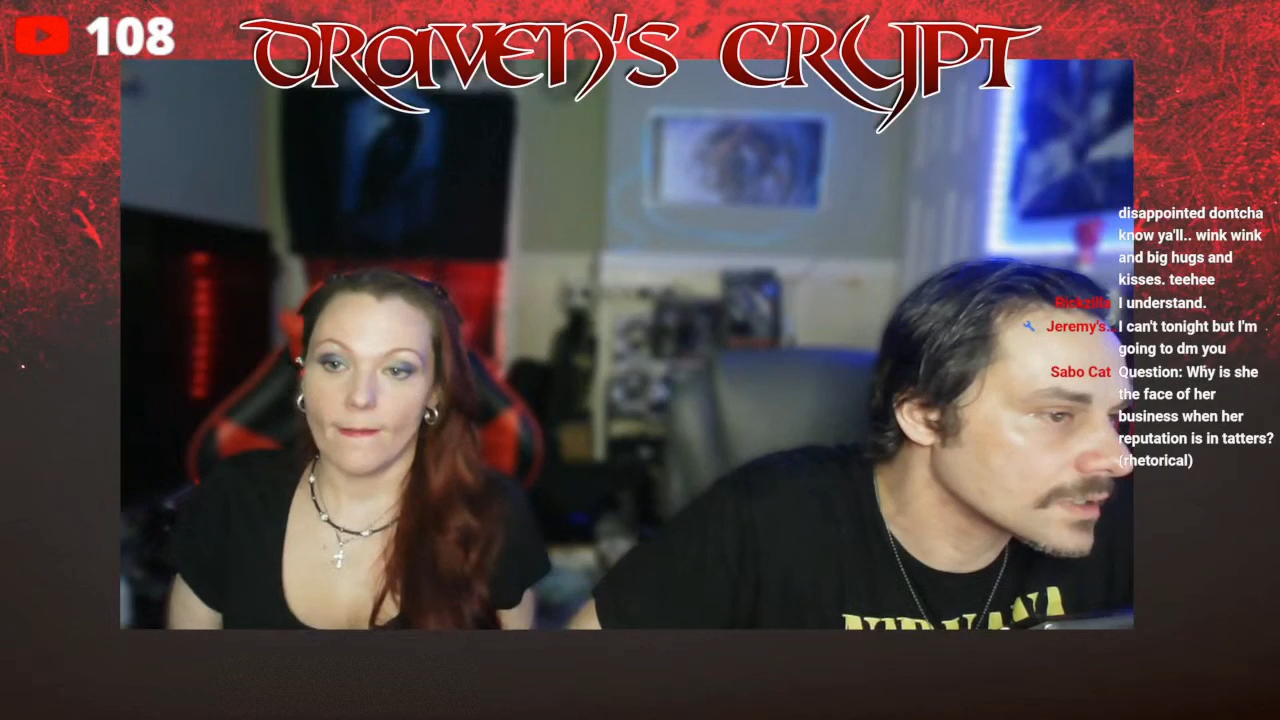 108
DRAVEN'S CRYPT
disappointed dontcha
know ya'll.. wink wink
and big hugs and
kisses. teehee
Rickzilla I understand.
Jeremy's... I can't tonight but I'm
going to dm you
Sabo Cat Question: Why is she
the face of her
business when her
reputation is in tatters?
(rhetorical)
NIRVANA